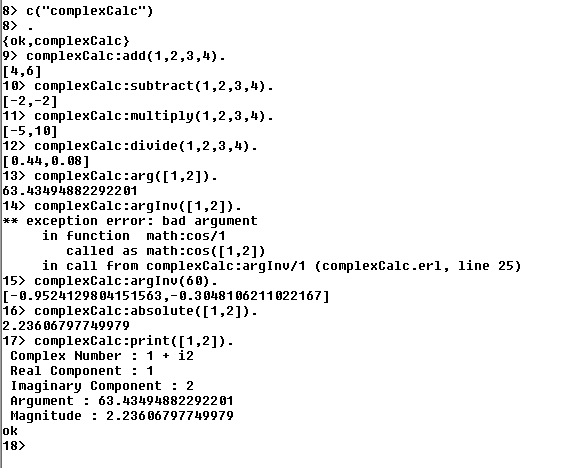 8> c("complexCalc")
8> .
{ok,complexCalc}
9> complexCalc:add(1,2,3,4).
[4,6]
10> complexCalc:subtract(1,2,3,4).
[-2,-2]
11> complexCalc:multiply(1,2,3,4).
[-5,10]
12> complexCalc:divide(1,2,3,4).
[0.44,0.08]
13> complexCalc:arg([1,2]).
63.43494882292201
14> complexCalc:argInv([1,2]).
** exception error: bad argument
     in function  math:cos/1
        called as math:cos([1,2])
     in call from complexCalc:argInv/1 (complexCalc.erl, line 25)
15> complexCalc:argInv(60).
[-0.9524129804151563,-0.3048106211022167]
16> complexCalc:absolute([1,2]).
2.23606797749979
17> complexCalc:print([1,2]).
 Complex Number : 1 + i2
 Real Component : 1
 Imaginary Component : 2
 Argument : 63.43494882292201
 Magnitude : 2.23606797749979
ok
18>